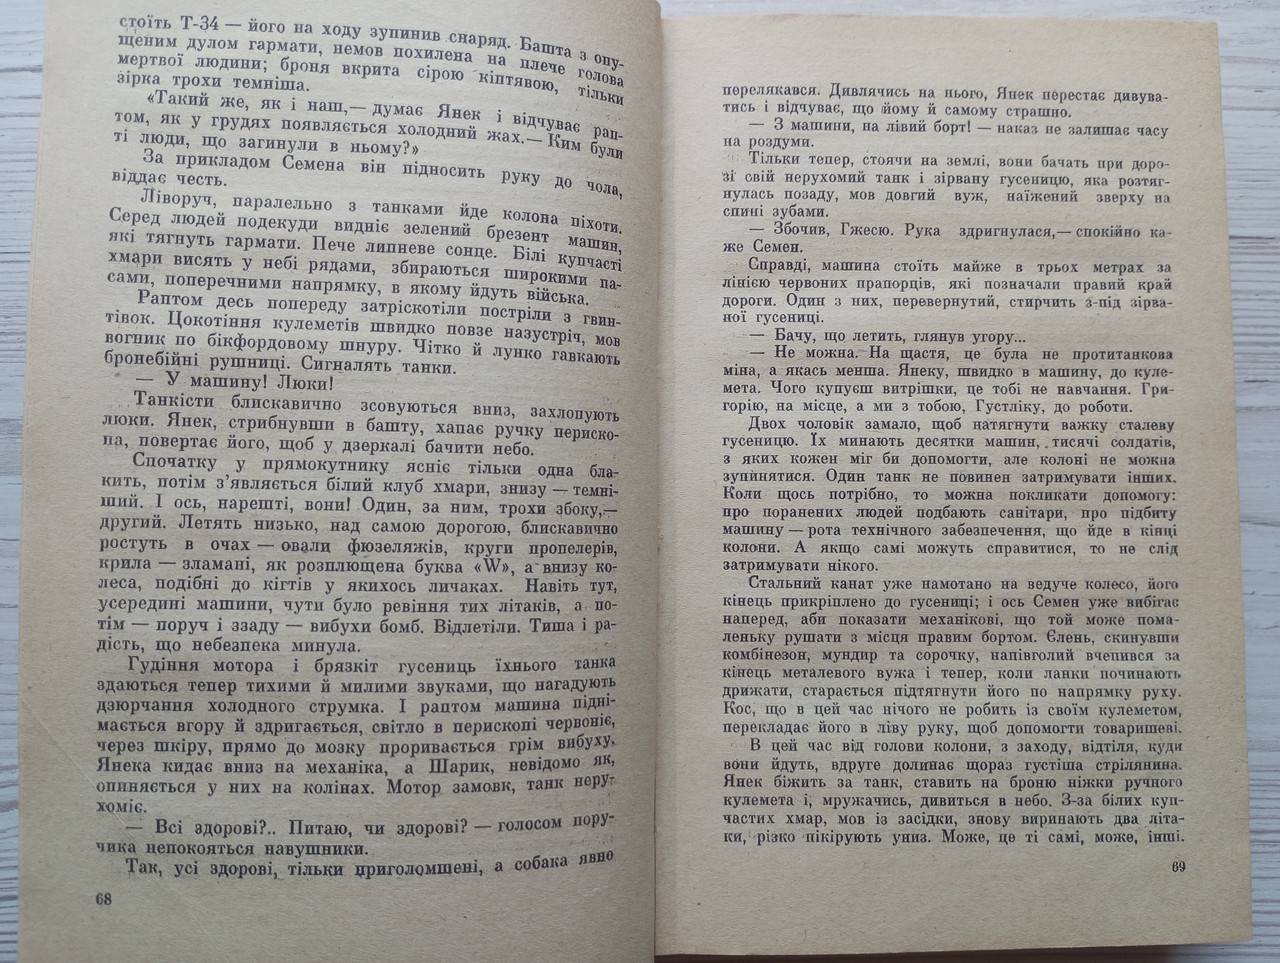 стоїть Т-34 — його на ходу зупинив снаряд. Башта з опу-
щеним дулом гармати, немов похилена на плече голова
мертвої людини; броня вкрита сірою кіптявою, тільки
зірка трохи темніша.
«Такий же, як і наш,— думає Янек і відчуває рап-
том, як у грудях появляється холодний жах.— Ким були
ті люди, що загинули в ньому?»
За прикладом Семена він підносить руку до чола,
віддає честь.
Ліворуч, паралельно з танками йде колона піхоти.
Серед людей подекуди видніє зелений брезент машин,
які тягнуть гармати. Пече липневе сонце. Білі купчасті
хмари висять у небі рядами, збираються широкими па-
сами, поперечними напрямку, в якому йдуть війська.
Раптом десь попереду затріскотіли постріли з гвин-
тівок. Цокотіння кулеметів швидко повзе назустріч, мов
вогник по бікфордовому шнуру. Чітко й лунко гавкають
бронебійні рушниці. Сигналять танки.
— У машину! Люки!
Танкісти блискавично зсовуються вниз, захлопують
люки. Янек, стрибнувши в башту, хапає ручку периско-
па, повертає його, щоб у дзеркалі бачити небо.
Спочатку у прямокутнику ясніє тільки одна бла-
кить, потім з’являється білий клуб хмари, знизу — темні-
ший. І ось, нарешті, вони! Один, за ним, трохи збоку,—
другий. Летять низько, над самою дорогою, блискавично
ростуть в очах — овали фюзеляжів, круги пропелерів,
крила — зламані, як розплющена буква «W», а внизу ко-
леса, подібні до кігтів у якихось личаках. Навіть тут,
усередині машини, чути було ревіння тих літаків, а по-
тім — поруч і ззаду — вибухи бомб. Відлетіли. Тиша і ра-
дість, що небезпека минула.
Гудіння мотора і брязкіт гусениць їхнього танка
здаються тепер тихими й милими звуками, що нагадують
дзюрчання холодного струмка. І раптом машина підні-
мається вгору й здригається, світло в перископі червоніє,
через шкіру, прямо до мозку проривається грім вибуху,
Янека кидає вниз на механіка, а Шарик, невідомо як,
опиняється у них на колінах. Мотор замовк, танк неру-
хоміє.
— Всі здорові?.. Питаю, чи здорові? — голосом пору-
чика непокояться навушники.
Так, усі здорові, тільки приголомшені, а собака явно
68
перелякався. Дивлячись на нього, Янек перестає дивува-
тись і відчуває, що йому й самому страшно.
— З машини, на лівий борт! — наказ не залишає часу
на роздуми.
Тільки тепер, стоячи на землі, вони бачать при доро-
зі свій нерухомий танк і зірвану гусеницю, яка розтяг-
нулась позаду, мов довгий вуж, наїжений зверху на
спині зубами.
— Збочив, Гжесю. Рука здригнулася,— спокійно ка-
же Семен.
Справді, машина стоїть майже в трьох метрах за
лінією червоних прапорців, які позначали правий край
дороги. Один з них, перевернутий, стирчить з-під зірва-
ної гусениці.
— Бачу, що летить, глянув угору...
— Не можна. На щастя, це була не протитанкова
міна, а якась менша. Янеку, швидко в машину, до куле-
мета. Чого купуєш витрішки, це тобі не навчання. Гри-
горію, на місце, а ми з тобою, Густліку, до роботи.
Двох чоловік замало, щоб натягнути важку сталеву
гусеницю. Їх минають десятки машин, тисячі солдатів,
з яких кожен міг би допомогти, але колоні не можна
зупинятися. Один танк не повинен затримувати інших.
Коли щось потрібно, то можна покликати допомогу:
про поранених людей подбають санітари, про підбиту
машину — рота технічного забезпечення, що йде в кінці
колони. А якщо самі можуть справитися, то не слід
затримувати нікого.
Стальний канат уже намотано на ведуче колесо, його
кінець прикріплено до гусениці; і ось Семен уже вибігає
наперед, аби показати механікові, що той може пома-
леньку рушати з місця правим бортом. Єлень, скинувши
комбінезон, мундир та сорочку, напівголий вчепився за
кінець металевого вужа і тепер, коли ланки починають
дрижати, старається підтягнути його по напрямку руху.
Кос, що в цей час нічого не робить із своїм кулеметом,
перекладає його в ліву руку, щоб допомогти товаришеві.
В цей час від голови колони, з заходу, відтіля, куди
вони йдуть, вдруге долинає щораз густіша стрілянина.
Янек біжить за танк, ставить на броню ніжки ручного
кулемета і, мружачись, дивиться в небо. З-за білих куп-
частих хмар, мов із засідки, знову виринають два літа-
ки, різко пікірують униз. Може, це ті самі, може, інші.
69